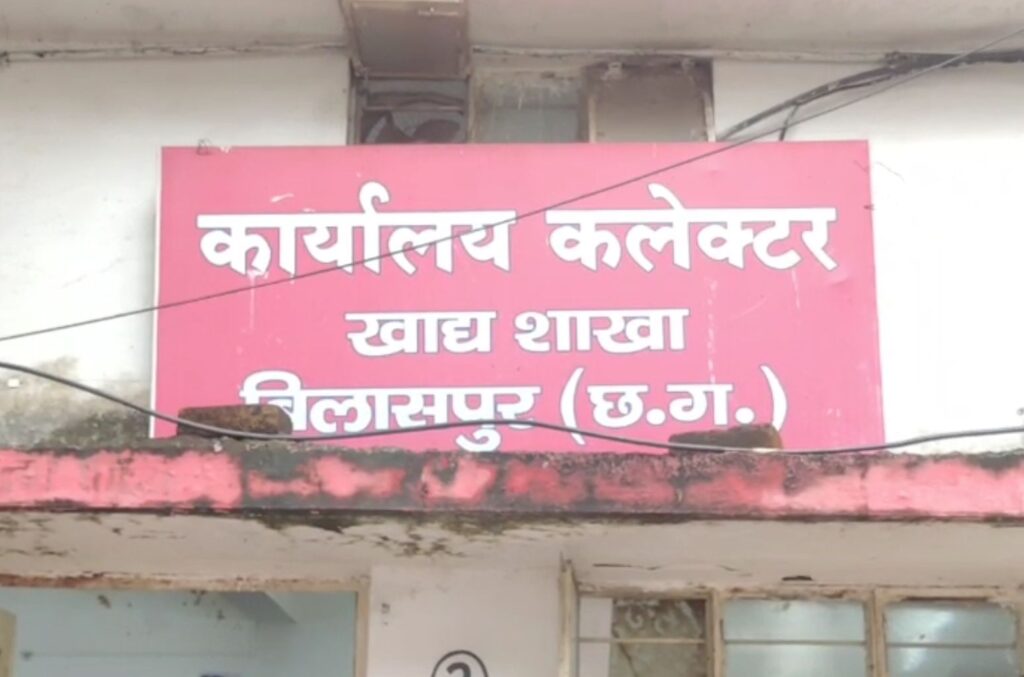 कार्यालय कलेक्टर
खाद्य शाखा
बिलासपुर (छ.ग.)